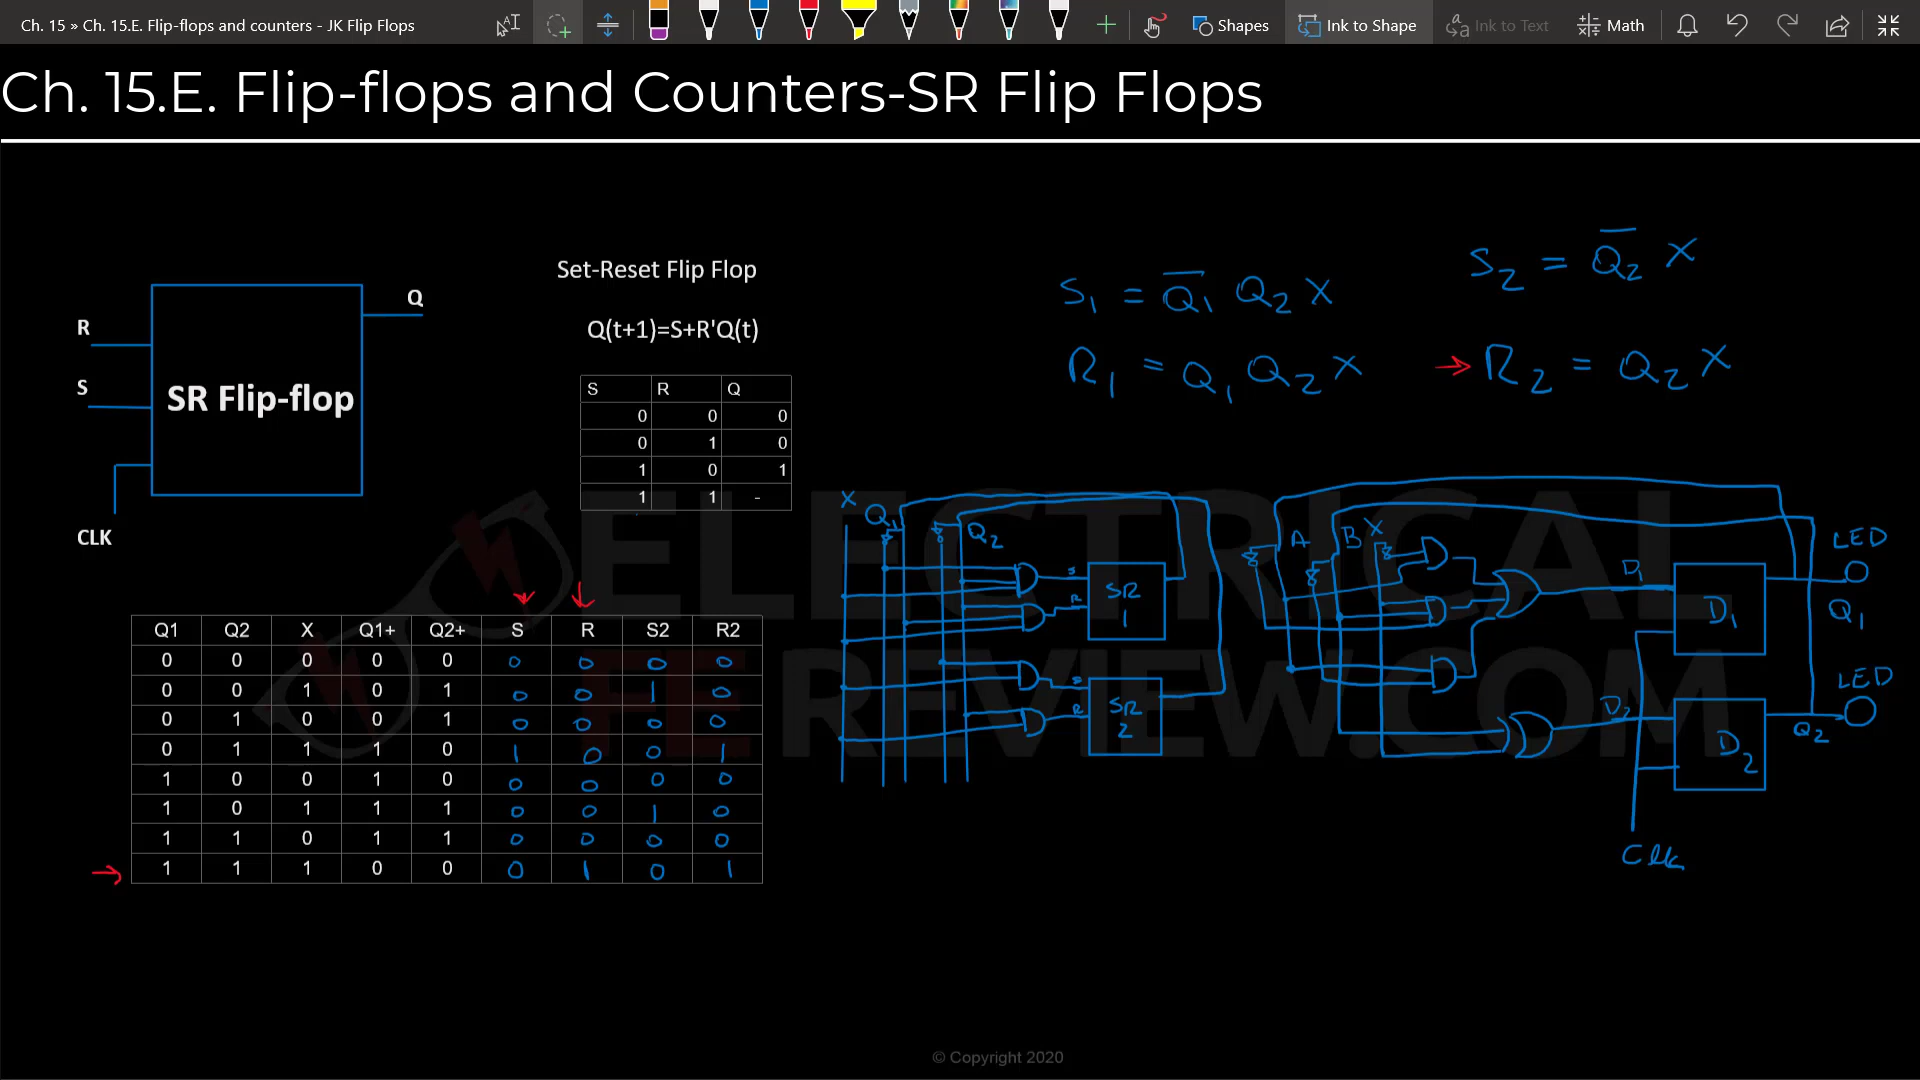 Ch. 15 » Ch. 15.E. Flip-flops and counters - JK Flip Flops
Shapes
Ink to Shape
Ink to Text
Math
Ch. 15.E. Flip-flops and Counters-SR Flip Flops
R
S
CLK
SR Flip-flop
Q
Set-Reset Flip Flop
Q(t+1)=S+R'Q(t)
S R Q
0 0 0
0 1 0
1 0 1
1 1 -
S₁ = Q̅₁ Q₂ X
R₁ = Q₁ Q₂ X
S₂ = Q̅₂ X
→ R₂ = Q₂ X
Q1 Q2 X Q1+ Q2+ S R S2 R2
0 0 0 0 0 0 0 0 0
0 0 1 0 1 0 0 1 0
0 1 0 0 1 0 0 0 0
0 1 1 1 0 1 0 0 1
1 0 0 1 0 0 0 0 0
1 0 1 1 1 0 0 1 0
1 1 0 1 1 0 0 0 0
→ 1 1 1 0 0 0 1 0 1
X Q₁ Q₂
S
R
SR 1
S
R
SR 2
A B X
D₁
D₁
LED
Q₁
D₂
D₂
LED
Q₂
Clk
ELECTRICAL
FE REVIEW.COM
© Copyright 2020